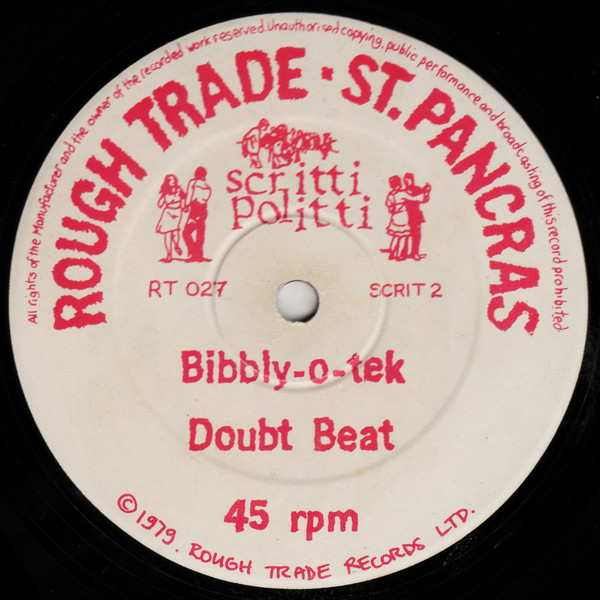 All rights of the Manufacturer and the owner of the recorded work reserved. Unauthorised copying, public performance and broadcasting of this record prohibited.
ROUGH TRADE · ST. PANCRAS
scritti
politti
RT 027
SCRIT 2
Bibbly-o-tek
Doubt Beat
45 rpm
©1979. ROUGH TRADE RECORDS LTD.